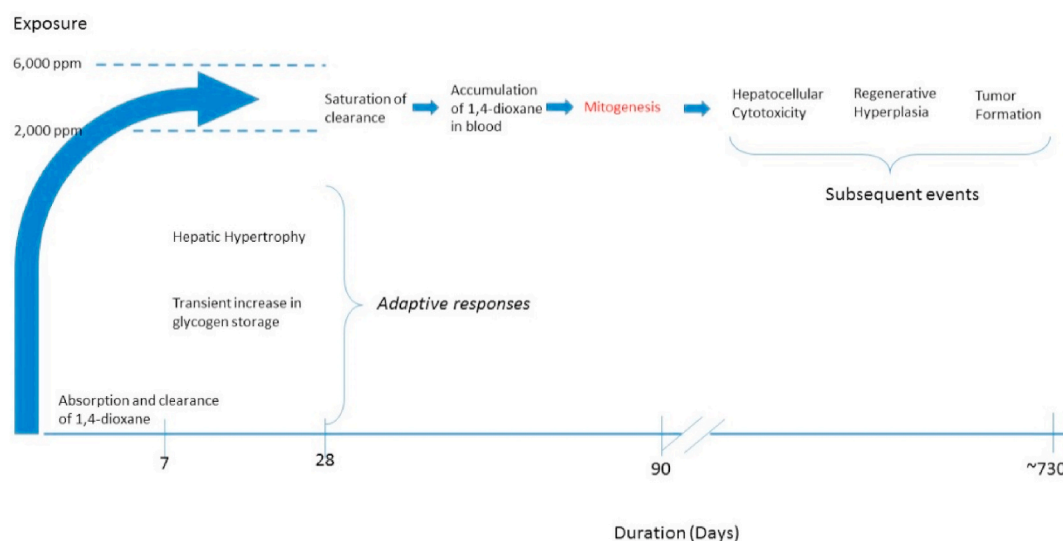 Exposure
6,000 ppm
2,000 ppm
Saturation of
clearance
Accumulation
of 1,4-dioxane
in blood
Mitogenesis
Hepatocellular
Cytotoxicity
Regenerative
Hyperplasia
Tumor
Formation
Subsequent events
Hepatic Hypertrophy
Transient increase in
glycogen storage
Adaptive responses
Absorption and clearance
of 1,4-dioxane
7
28
90
~730
Duration (Days)